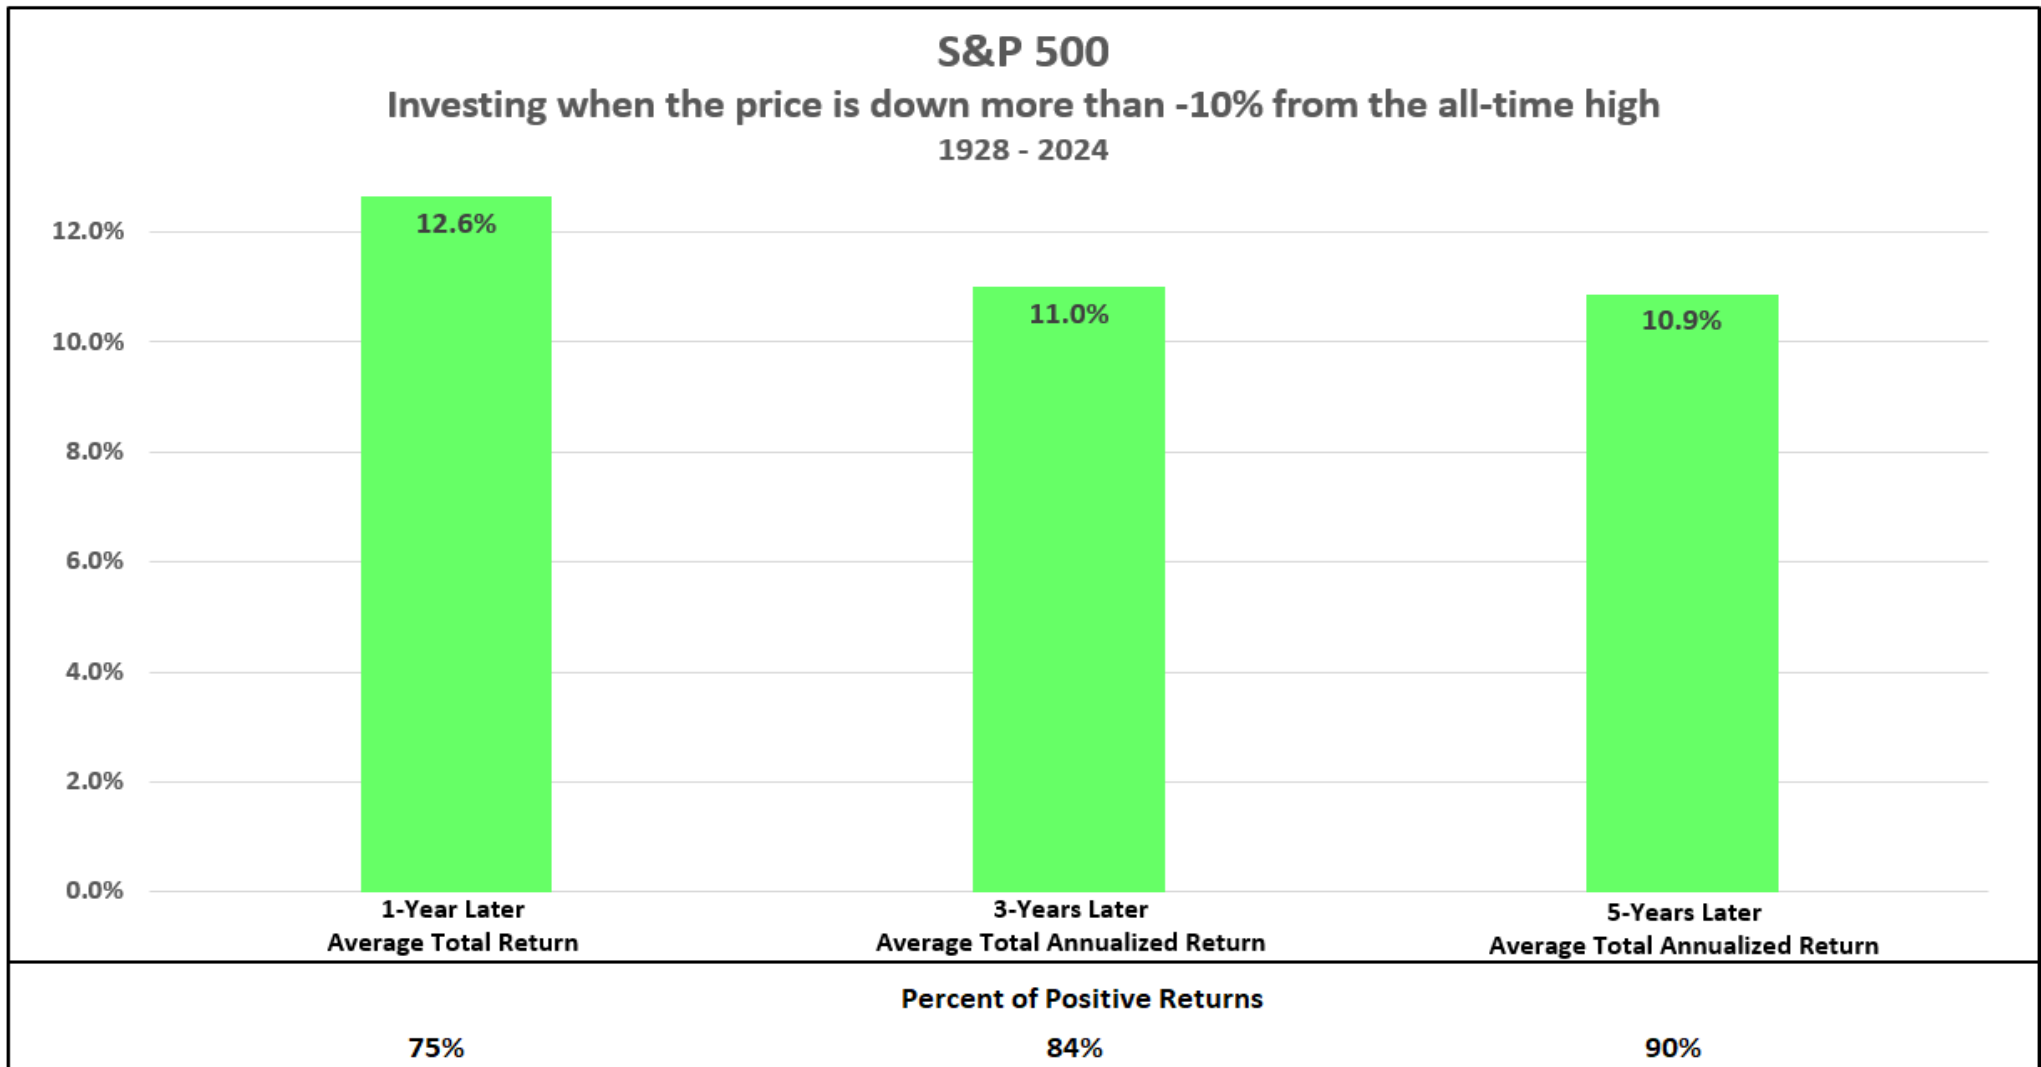 S&P 500
Investing when the price is down more than -10% from the all-time high
1928 - 2024
12.0%
10.0%
8.0%
6.0%
4.0%
2.0%
0.0%
12.6%
11.0%
10.9%
1-Year Later
Average Total Return
3-Years Later
Average Total Annualized Return
5-Years Later
Average Total Annualized Return
Percent of Positive Returns
75%
84%
90%